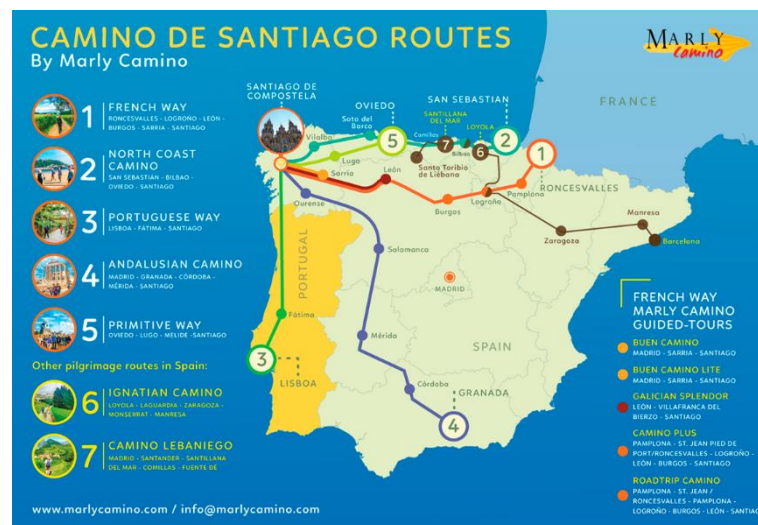 CAMINO DE SANTIAGO ROUTES
By Marly Camino
MARLY
Camino
1
FRENCH WAY
RONCESVALLES - LOGROÑO - LEÓN -
BURGOS - SARRIA - SANTIAGO
2
NORTH COAST
CAMINO
SAN SEBASTIÁN - BILBAO -
OVIEDO - SANTIAGO
3
PORTUGUESE WAY
LISBOA - FÁTIMA - SANTIAGO
4
ANDALUSIAN CAMINO
MADRID - GRANADA - CÓRDOBA -
MÉRIDA - SANTIAGO
5
PRIMITIVE WAY
OVIEDO - LUGO - MELIDE -SANTIAGO
Other pilgrimage routes in Spain:
6
IGNATIAN CAMINO
LOYOLA - LAGUARDIA - ZARAGOZA -
MONSERRAT - MANRESA
7
CAMINO LEBANIEGO
MADRID - SANTANDER - SANTILLANA
DEL MAR - COMILLAS - FUENTE DÉ
www.marlycamino.com / info@marlycamino.com
SANTIAGO DE
COMPOSTELA
OVIEDO
SAN SEBASTIAN
SANTILLANA
DEL MAR
LOYOLA
FRANCE
Soto del
Barco
Vilalba
5
Comillas
7
Bilbao
6
2
1
Lugo
Santo Toribio
de Liébana
Sarria
León
RONCESVALLES
Pamplona
Logroño
Ourense
Burgos
Manresa
Zaragoza
Barcelona
Salamanca
PORTUGAL
MADRID
Fátima
Mérida
SPAIN
3
LISBOA
Córdoba
GRANADA
4
FRENCH WAY
MARLY CAMINO
GUIDED-TOURS
BUEN CAMINO
MADRID - SARRIA - SANTIAGO
BUEN CAMINO LITE
MADRID - SARRIA - SANTIAGO
GALICIAN SPLENDOR
LEÓN - VILLAFRANCA DEL
BIERZO - SANTIAGO
CAMINO PLUS
PAMPLONA - ST. JEAN PIED DE
PORT/RONCESVALLES - LOGROÑO -
LEÓN - BURGOS - SANTIAGO
ROADTRIP CAMINO
PAMPLONA - ST. JEAN /
RONCESVALLES - PAMPLONA -
LOGROÑO - BURGOS - LEÓN - SANTIAG